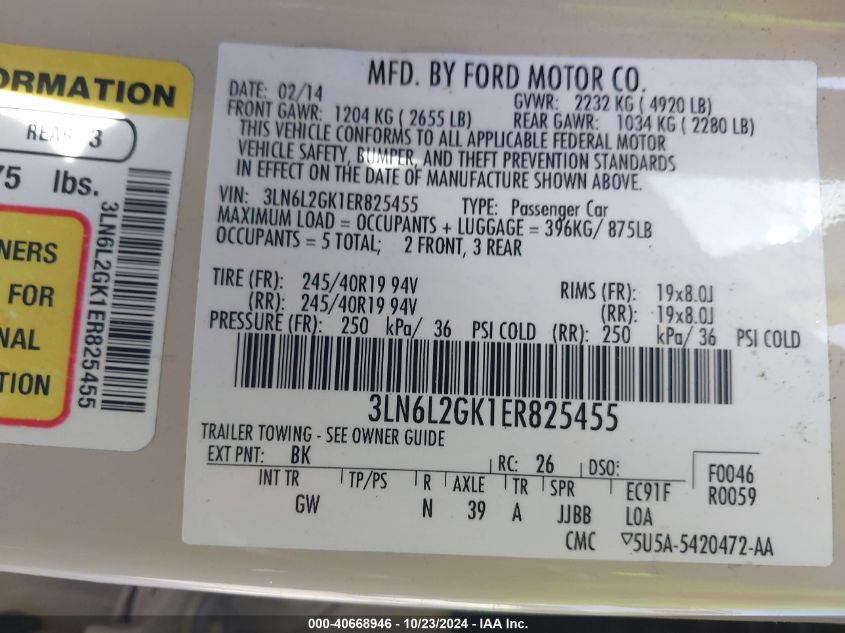 ORMATION
REAR 3
75 lbs.
NERS
FOR
NAL
TION
3LN6L2GK1ER825455
MFD. BY FORD MOTOR CO.
DATE: 02/14 GVWR: 2232 KG ( 4920 LB)
FRONT GAWR: 1204 KG ( 2655 LB) REAR GAWR: 1034 KG ( 2280 LB)
THIS VEHICLE CONFORMS TO ALL APPLICABLE FEDERAL MOTOR
VEHICLE SAFETY, BUMPER, AND THEFT PREVENTION STANDARDS
IN EFFECT ON THE DATE OF MANUFACTURE SHOWN ABOVE.
VIN: 3LN6L2GK1ER825455 TYPE: Passenger Car
MAXIMUM LOAD = OCCUPANTS + LUGGAGE = 396KG/ 875LB
OCCUPANTS = 5 TOTAL; 2 FRONT, 3 REAR
TIRE (FR): 245/40R19 94V RIMS (FR): 19x8.0J
(RR): 245/40R19 94V (RR): 19x8.0J
PRESSURE (FR): 250 kPa/ 36 PSI COLD (RR): 250 kPa/ 36 PSI COLD
3LN6L2GK1ER825455
TRAILER TOWING - SEE OWNER GUIDE
EXT PNT: BK RC: 26 DSO: F0046
INT TR TP/PS R AXLE TR SPR EC91F R0059
GW N 39 A JJBB LOA
CMC 5U5A-5420472-AA
000-40668946 - 10/23/2024 - IAAI.com